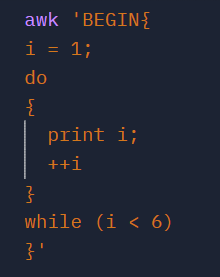 awk 'BEGIN{
i = 1;
do
{
  print i;
  ++i
}
while (i < 6)
}'